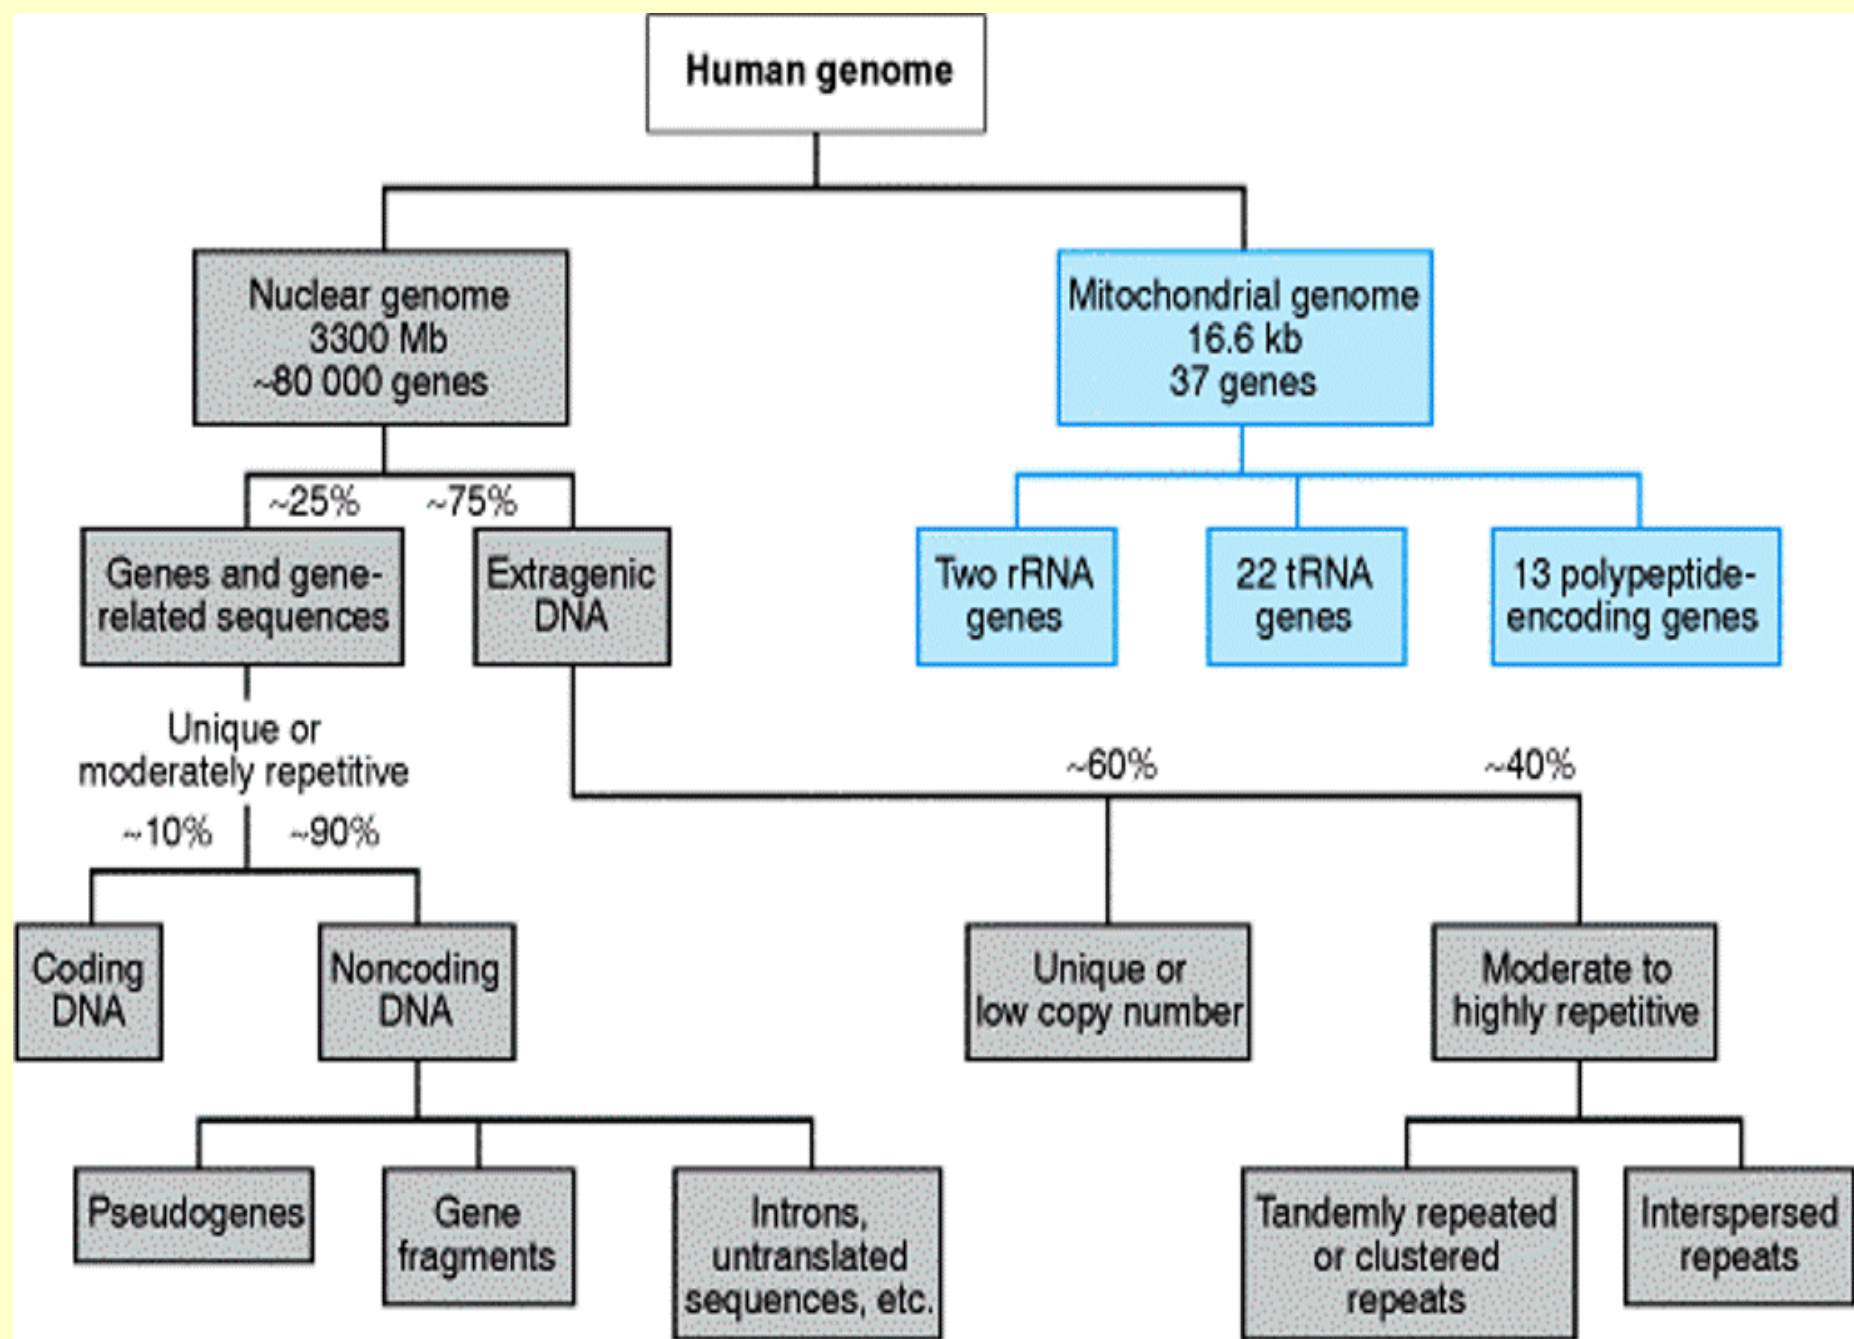 Human genome
Nuclear genome
3300 Mb
~80 000 genes
Mitochondrial genome
16.6 kb
37 genes
~25%
~75%
Genes and gene-
related sequences
Extragenic
DNA
Two rRNA
genes
22 tRNA
genes
13 polypeptide-
encoding genes
Unique or
moderately repetitive
~60%
~40%
~10%
~90%
Coding
DNA
Noncoding
DNA
Unique or
low copy number
Moderate to
highly repetitive
Pseudogenes
Gene
fragments
Introns,
untranslated
sequences, etc.
Tandemly repeated
or clustered
repeats
Interspersed
repeats